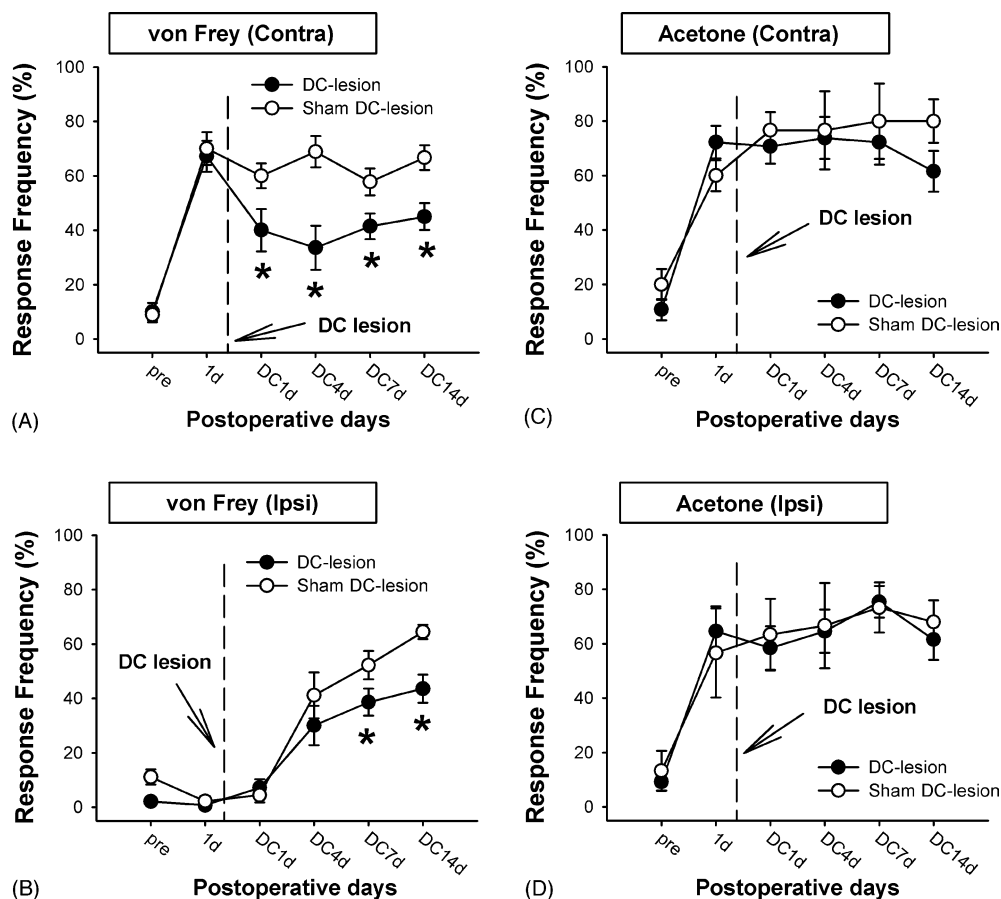 von Frey (Contra)
Response Frequency (%)
100
80
60
40
20
0
DC-lesion
Sham DC-lesion
*
*
*
*
DC lesion
pre
1d
DC1d
DC4d
DC7d
DC14d
Postoperative days
(A)
Acetone (Contra)
Response Frequency (%)
100
80
60
40
20
0
DC lesion
DC-lesion
Sham DC-lesion
pre
1d
DC1d
DC4d
DC7d
DC14d
Postoperative days
(C)
von Frey (Ipsi)
Response Frequency (%)
100
80
60
40
20
0
DC-lesion
Sham DC-lesion
DC lesion
*
*
pre
1d
DC1d
DC4d
DC7d
DC14d
Postoperative days
(B)
Acetone (Ipsi)
Response Frequency (%)
100
80
60
40
20
0
DC lesion
DC-lesion
Sham DC-lesion
pre
1d
DC1d
DC4d
DC7d
DC14d
Postoperative days
(D)